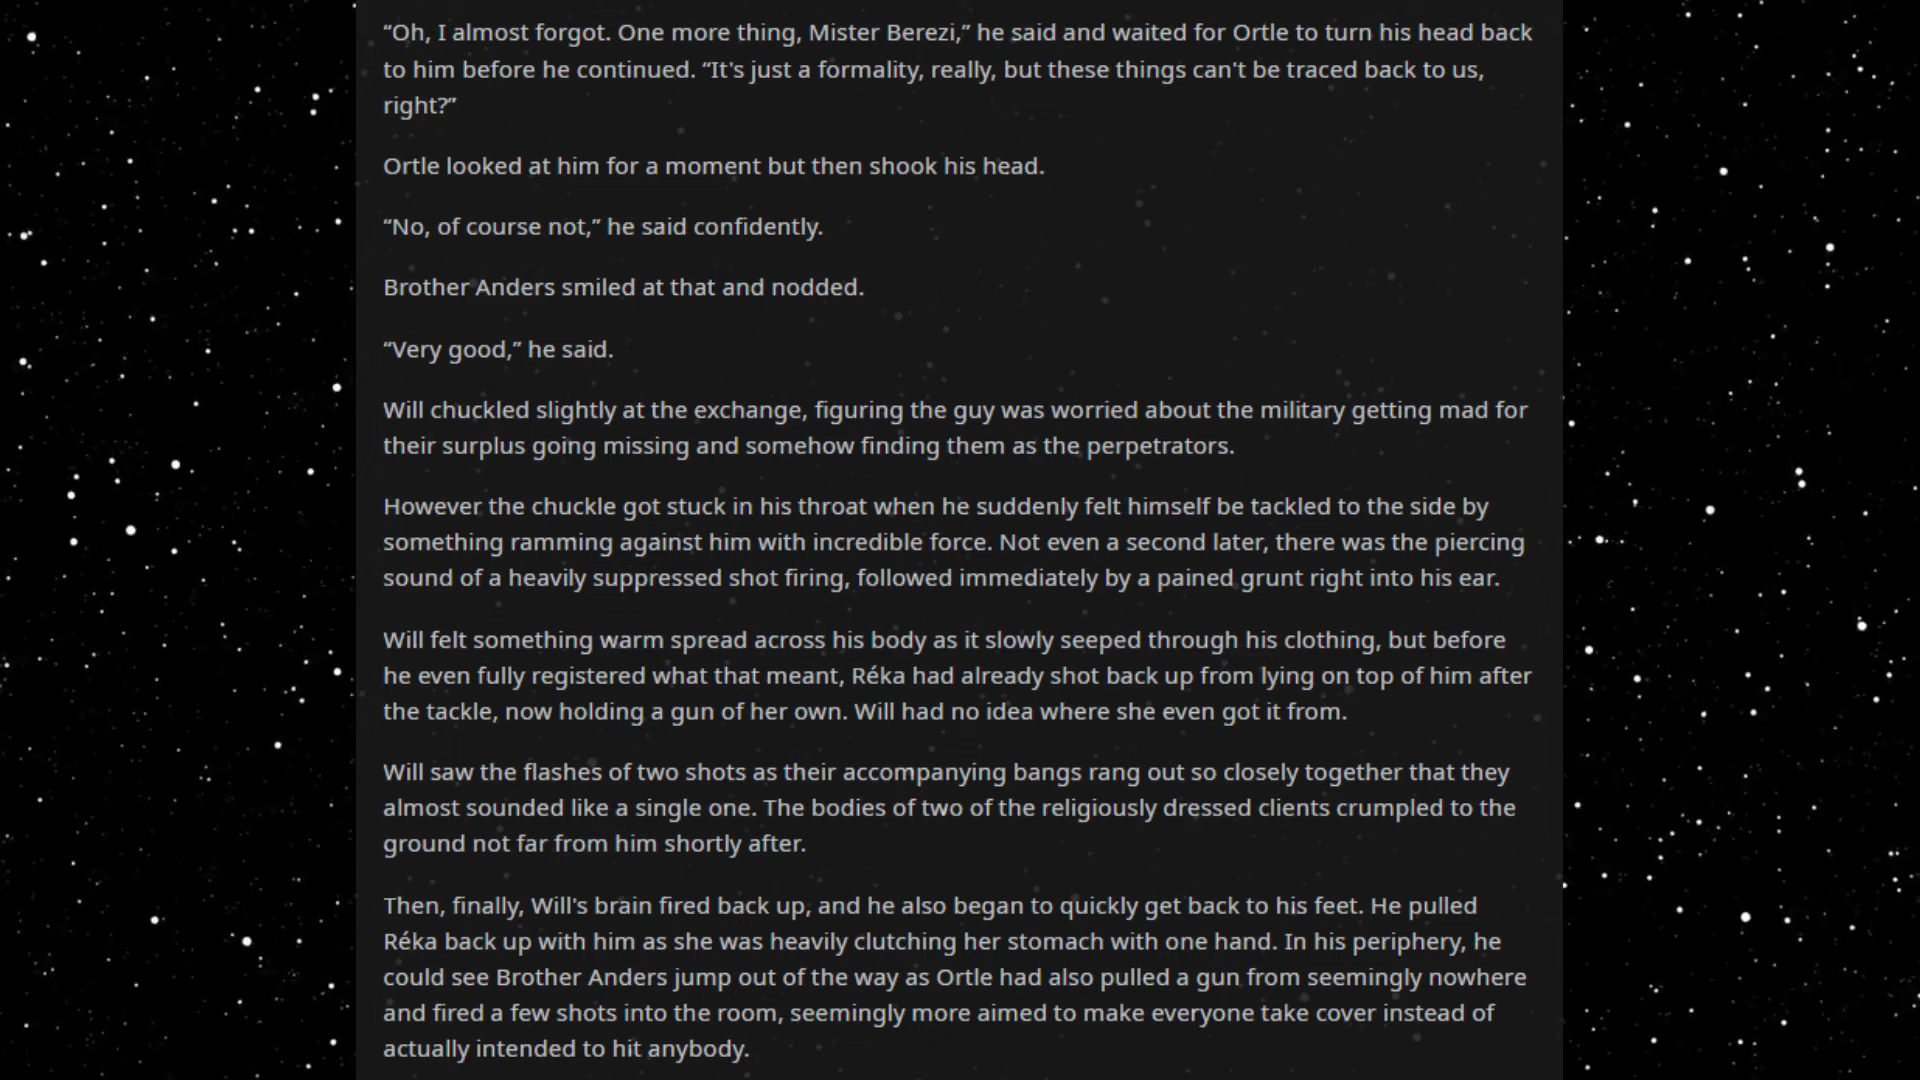 “Oh, I almost forgot. One more thing, Mister Berezi,” he said and waited for Ortle to turn his head back
to him before he continued. “It's just a formality, really, but these things can't be traced back to us,
right?”
Ortle looked at him for a moment but then shook his head.
“No, of course not,” he said confidently.
Brother Anders smiled at that and nodded.
“Very good,” he said.
Will chuckled slightly at the exchange, figuring the guy was worried about the military getting mad for
their surplus going missing and somehow finding them as the perpetrators.
However the chuckle got stuck in his throat when he suddenly felt himself be tackled to the side by
something ramming against him with incredible force. Not even a second later, there was the piercing
sound of a heavily suppressed shot firing, followed immediately by a pained grunt right into his ear.
Will felt something warm spread across his body as it slowly seeped through his clothing, but before
he even fully registered what that meant, Réka had already shot back up from lying on top of him after
the tackle, now holding a gun of her own. Will had no idea where she even got it from.
Will saw the flashes of two shots as their accompanying bangs rang out so closely together that they
almost sounded like a single one. The bodies of two of the religiously dressed clients crumpled to the
ground not far from him shortly after.
Then, finally, Will's brain fired back up, and he also began to quickly get back to his feet. He pulled
Réka back up with him as she was heavily clutching her stomach with one hand. In his periphery, he
could see Brother Anders jump out of the way as Ortle had also pulled a gun from seemingly nowhere
and fired a few shots into the room, seemingly more aimed to make everyone take cover instead of
actually intended to hit anybody.